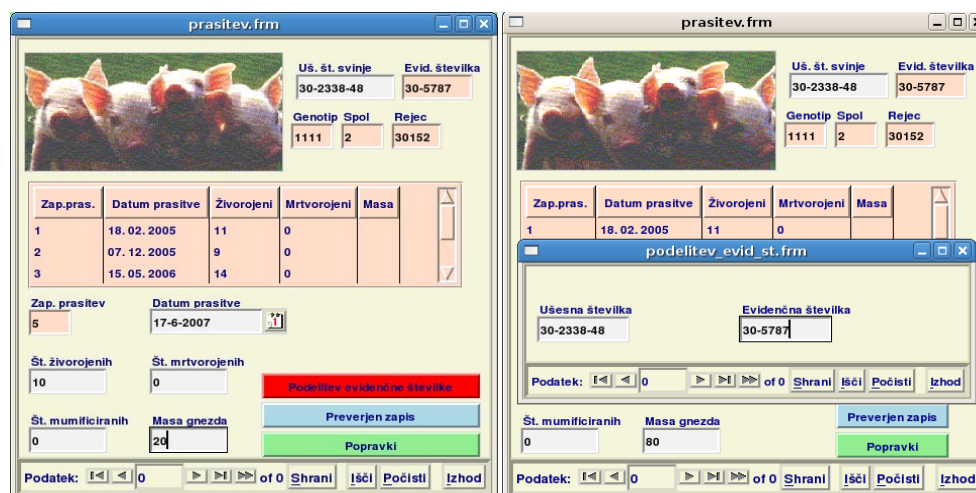 prasitev.frm
Uš. št. svinje Evid. številka
30-2338-48 30-5787
Genotip Spol Rejec
1111 2 30152
Zap.pras. Datum prasitve Živorojeni Mrtvorojeni Masa
1 18. 02. 2005 11 0
2 07. 12. 2005 9 0
3 15. 05. 2006 14 0
Zap. prasitev Datum prasitve
5 17-6-2007
Št. živorojenih Št. mrtvorojenih
10 0
Podelitev evidenčne številke
Št. mumificiranih Masa gnezda Preverjen zapis
0 20 Popravki
Podatek: 0 of 0 Shrani Išči Počisti Izhod
prasitev.frm
Uš. št. svinje Evid. številka
30-2338-48 30-5787
Genotip Spol Rejec
1111 2 30152
Zap.pras. Datum prasitve Živorojeni Mrtvorojeni Masa
1 18. 02. 2005 11 0
podelitev_evid_st.frm
Ušesna številka Evidenčna številka
30-2338-48 30-5787
Podatek: 0 of 0 Shrani Išči Počisti Izhod
Št. mumificiranih Masa gnezda Preverjen zapis
0 80 Popravki
Podatek: 0 of 0 Shrani Išči Počisti Izhod